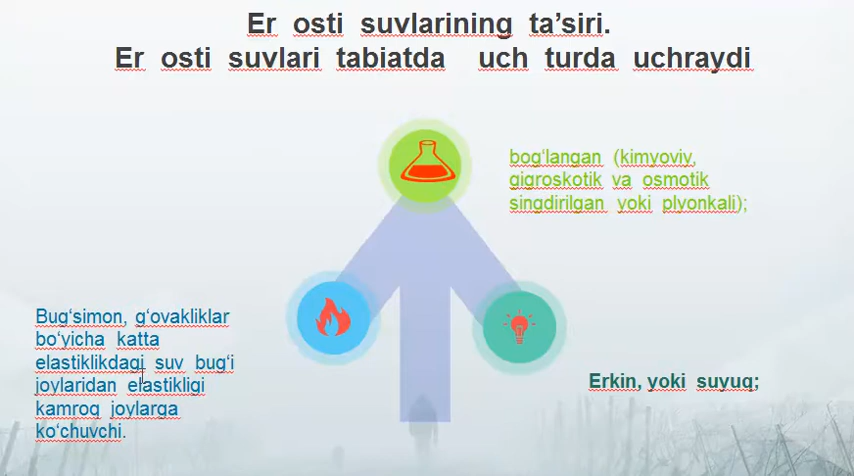 Er osti suvlarining ta’siri.
Er osti suvlari tabiatda uch turda uchraydi
bog‘langan (kimyoviv,
gigroskotik va osmotik
singdirilgan yoki plyonkali);
Bug‘simon, g‘ovakliklar
bo‘yicha katta
elastiklikdagi suv bug‘i
joylaridan elastikligi
kamroq joylarga
ko‘chuvchi.
Erkin, yoki suyuq;